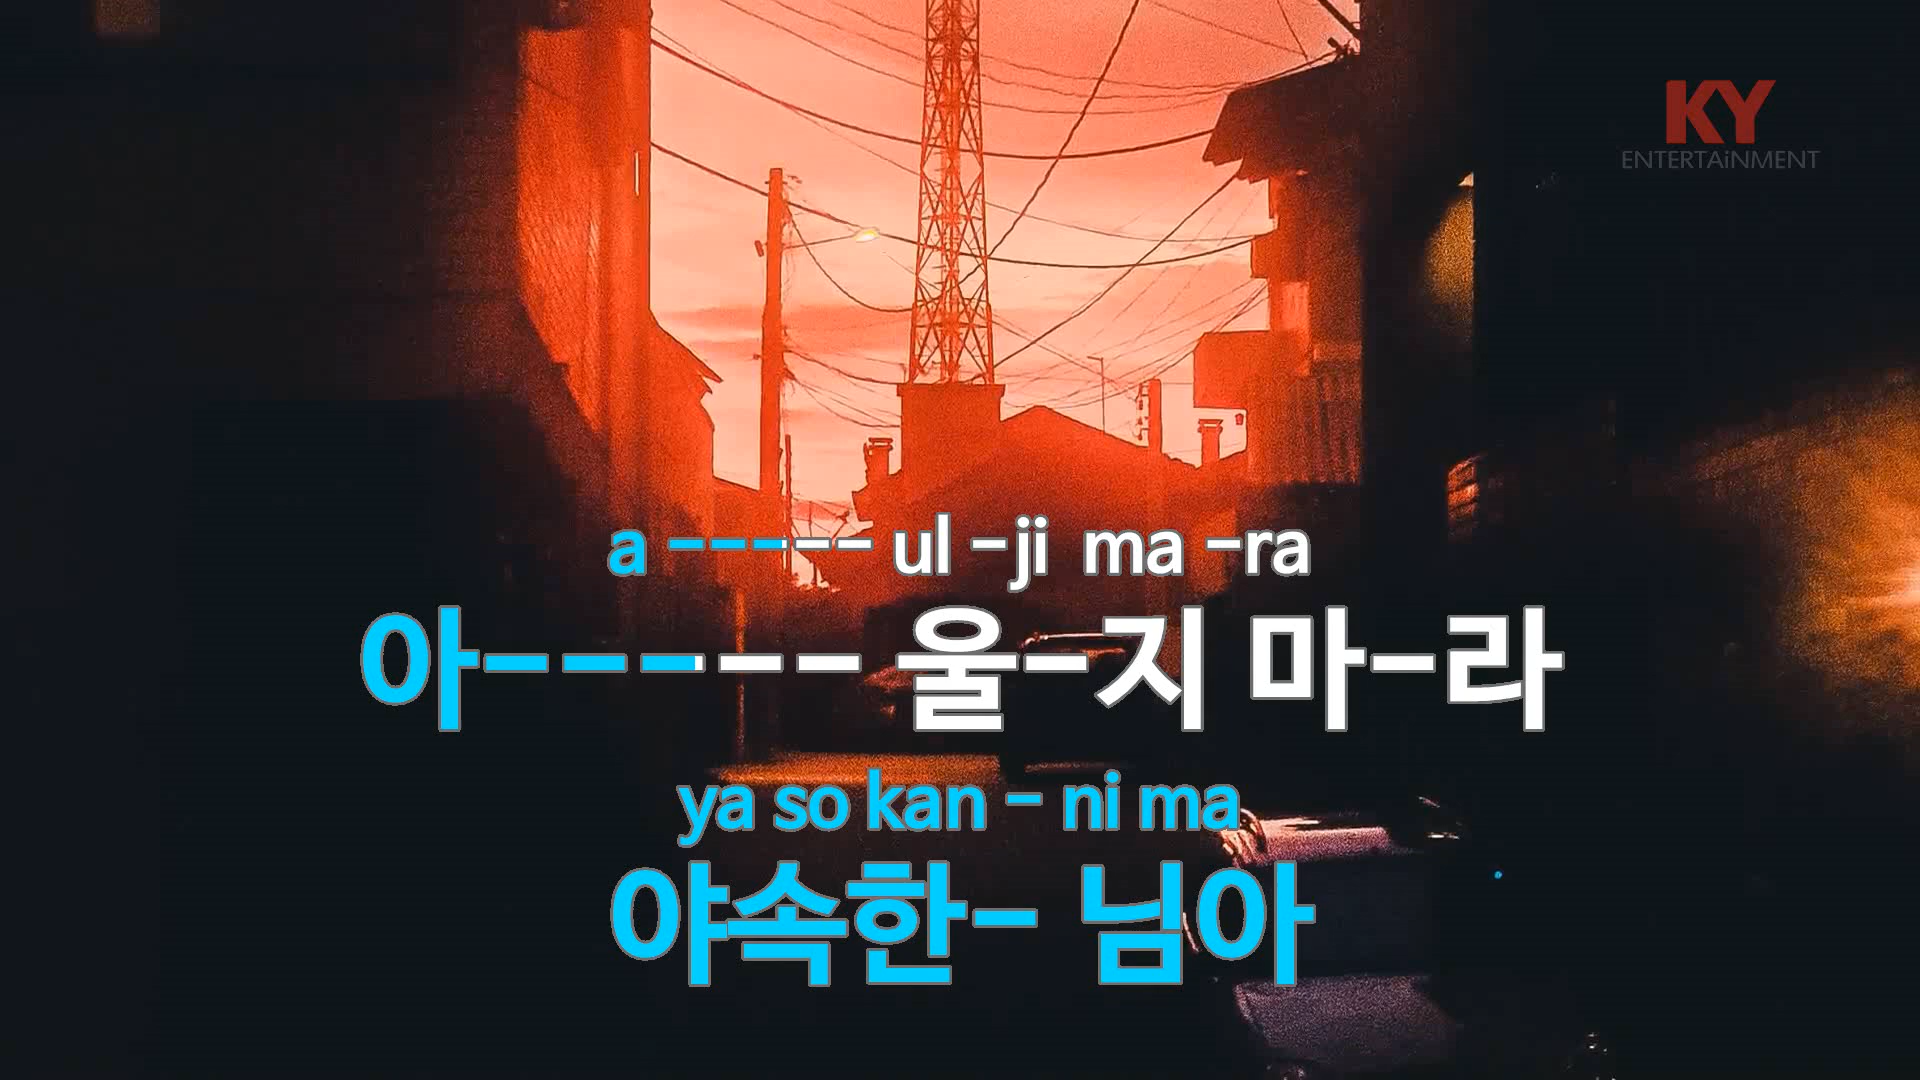 KY
ENTERTAiNMENT
a ------ ul -ji ma -ra
아----- 울-지 마-라
ya so kan - ni ma
야속한- 님아